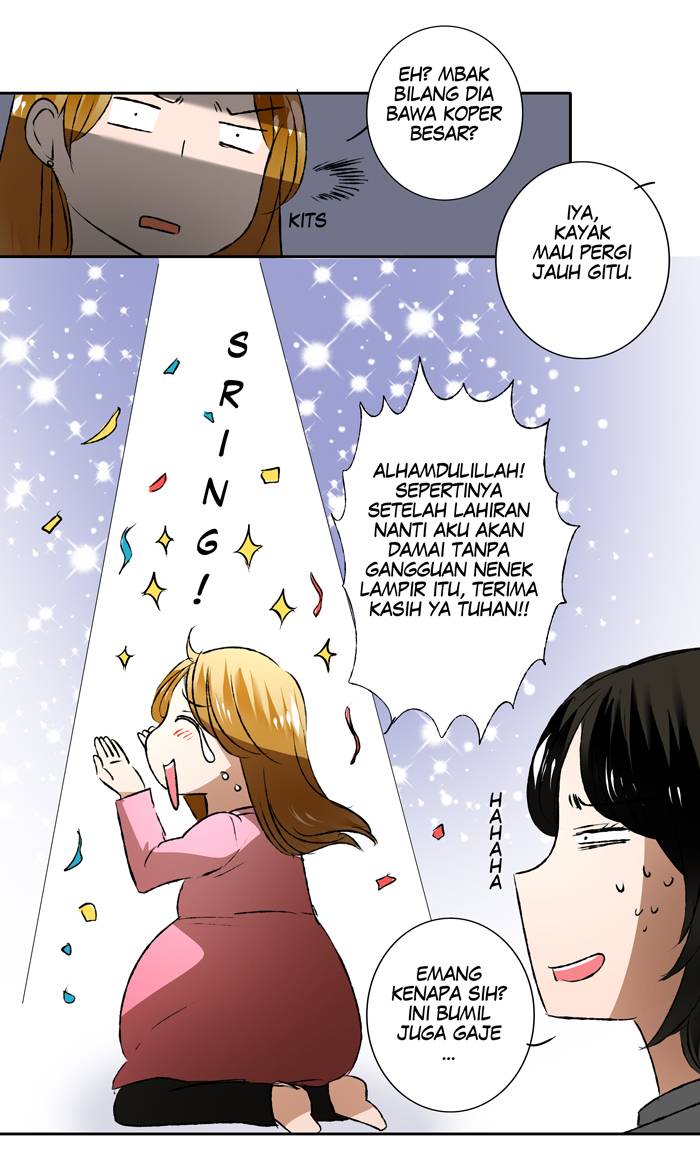 EH? MBAK
BILANG DIA
BAWA KOPER
BESAR?
KITS
IYA,
KAYAK
MAU PERGI
JAUH GITU.
SRING!
ALHAMDULILLAH!
SEPERTINYA
SETELAH LAHIRAN
NANTI AKU AKAN
DAMAI TANPA
GANGGUAN NENEK
LAMPIR ITU, TERIMA
KASIH YA TUHAN!!
HAHAHA
EMANG
KENAPA SIH?
INI BUMIL
JUGA GAJE
...